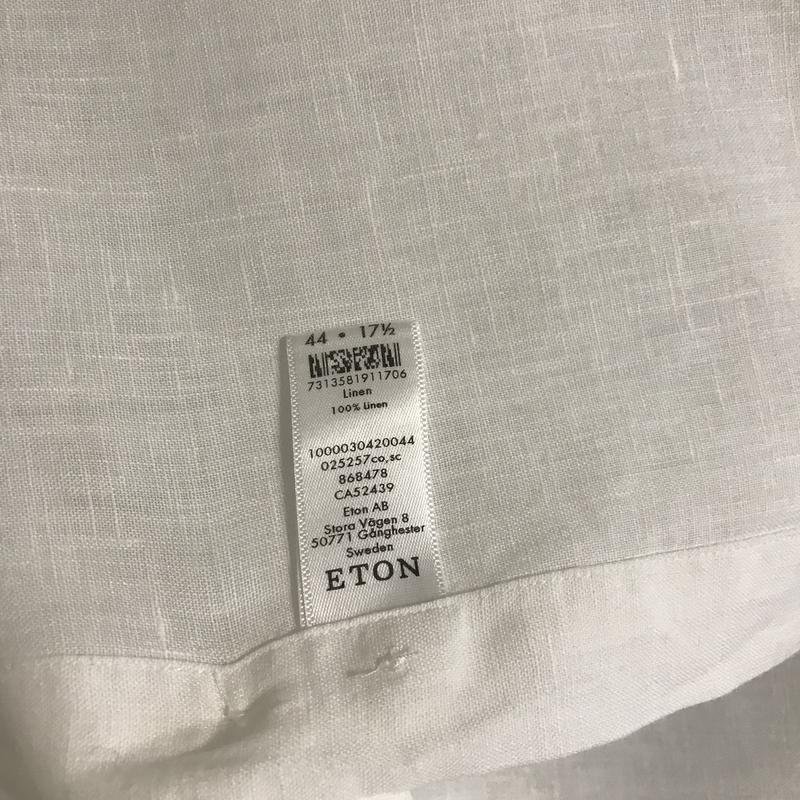 44 • 17½
7313581911706
Linen
100% Linen
1000030420044
025257co,sc
868478
CA52439
Eton AB
Stora Vägen 8
50771 Gånghester
Sweden
ETON